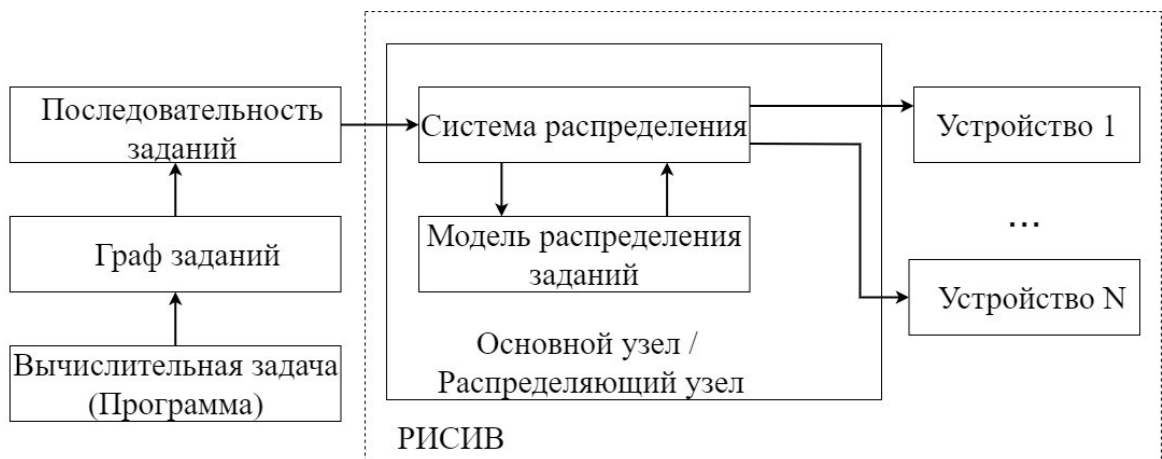 Последовательность
заданий
Граф заданий
Вычислительная задача
(Программа)
Система распределения
Модель распределения
заданий
Основной узел /
Распределяющий узел
РИСИВ
Устройство 1
...
Устройство N